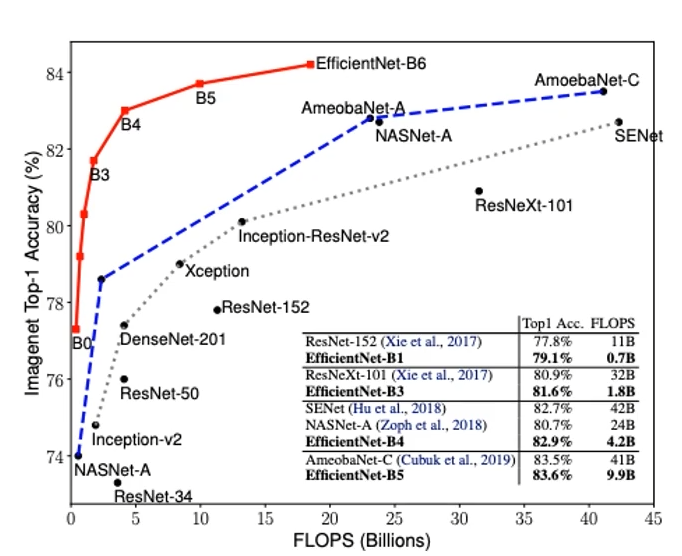 84
82
80
78
76
74
Imagenet Top-1 Accuracy (%)
EfficientNet-B6
B5
B4
B3
B0
AmoebaNet-C
AmeobaNet-A
NASNet-A
SENet
ResNeXt-101
Inception-ResNet-v2
Xception
ResNet-152
DenseNet-201
ResNet-50
Inception-v2
NASNet-A
ResNet-34
Top1 Acc. FLOPS
ResNet-152 (Xie et al., 2017) 77.8% 11B
EfficientNet-B1 79.1% 0.7B
ResNeXt-101 (Xie et al., 2017) 80.9% 32B
EfficientNet-B3 81.6% 1.8B
SENet (Hu et al., 2018) 82.7% 42B
NASNet-A (Zoph et al., 2018) 80.7% 24B
EfficientNet-B4 82.9% 4.2B
AmeobaNet-C (Cubuk et al., 2019) 83.5% 41B
EfficientNet-B5 83.6% 9.9B
0 5 10 15 20 25 30 35 40 45
FLOPS (Billions)